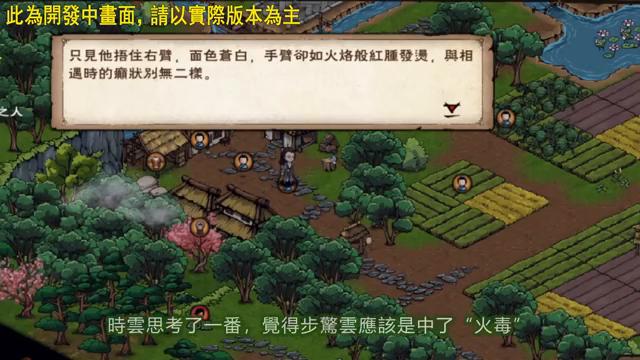 此為開發中畫面，請以實際版本為主
只見他捂住右臂，面色蒼白，手臂卻如火烙般紅腫發燙，與相
遇時的癲狀別無二樣。
之人
時雲思考了一番，覺得步驚雲應該是中了“火毒”